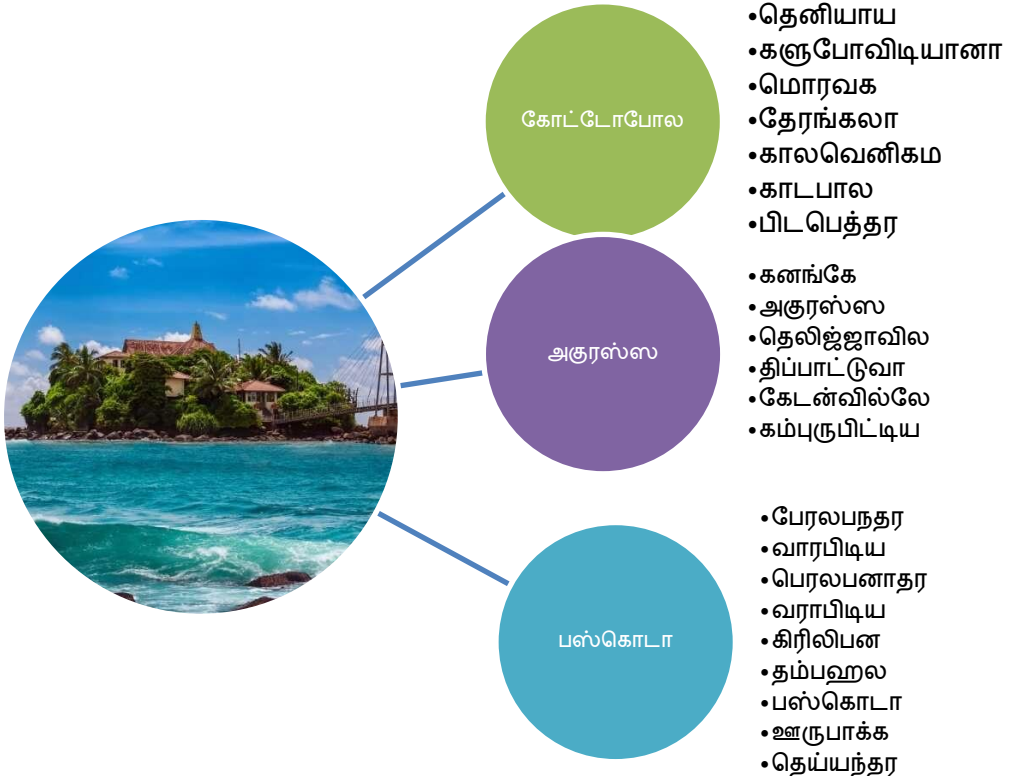 கோட்டோபோல
•தெனியாய
•களுபோவிடியானா
•மொரவக
•தேரங்கலா
•காலவெனிகம
•காடபால
•பிடபெத்தர
அகுரஸ்ஸ
•கனங்கே
•அகுரஸ்ஸ
•தெலிஜ்ஜாவில
•திப்பாட்டுவா
•கேடன்வில்லே
•கம்புருபிட்டிய
பஸ்கொடா
•பேரலபநதர
•வாரபிடிய
•பெரலபனாதர
•வராபிடிய
•கிரிலிபன
•தம்பஹல
•பஸ்கொடா
•ஊருபாக்க
•தெய்யந்தர